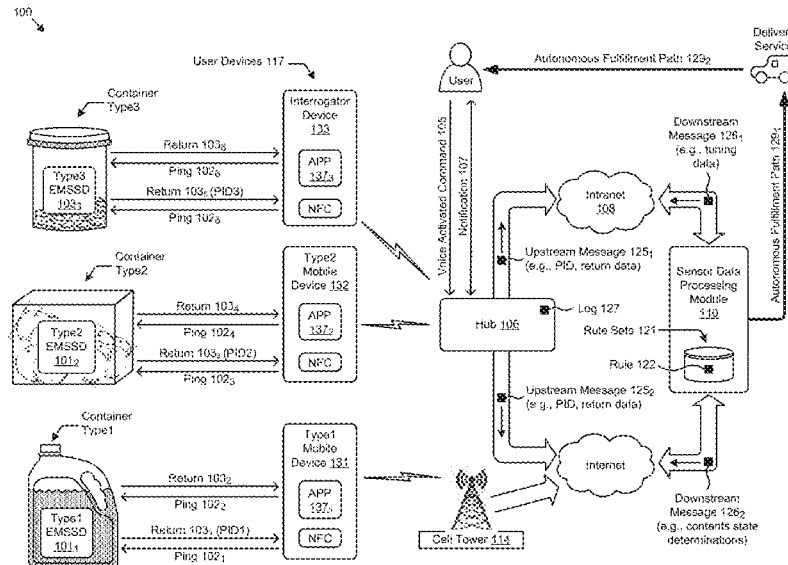 100
User Devices 117
Container
Type3
Type3
EMSSD
103₁
Return 103₆
Ping 102₆
Return 103₅ (PID3)
Ping 102₅
Interrogator
Device
133
APP
137₃
NFC
Container
Type2
Type2
EMSSD
101₂
Return 103₄
Ping 102₄
Return 103₃ (PID2)
Ping 102₃
Type2
Mobile
Device 132
APP
137₂
NFC
Container
Type1
Type1
EMSSD
101₁
Return 103₂
Ping 102₂
Return 103₁ (PID1)
Ping 102₁
Type1
Mobile
Device 131
APP
137₁
NFC
User
Voice Activated Command 105
Notification 107
Autonomous Fulfillment Path 129₂
Delivery
Service
Autonomous Fulfillment Path 129₁
Downstream
Message 126₁
(e.g., tuning
data)
Intranet
108
Upstream Message 125₁
(e.g., PID, return data)
Hub 106
Log 127
Sensor Data
Processing
Module
110
Rule Sets 121
Rule 122
Upstream Message 125₂
(e.g., PID, return data)
Internet
Cell Tower 114
Downstream
Message 126₂
(e.g., contents state
determinations)